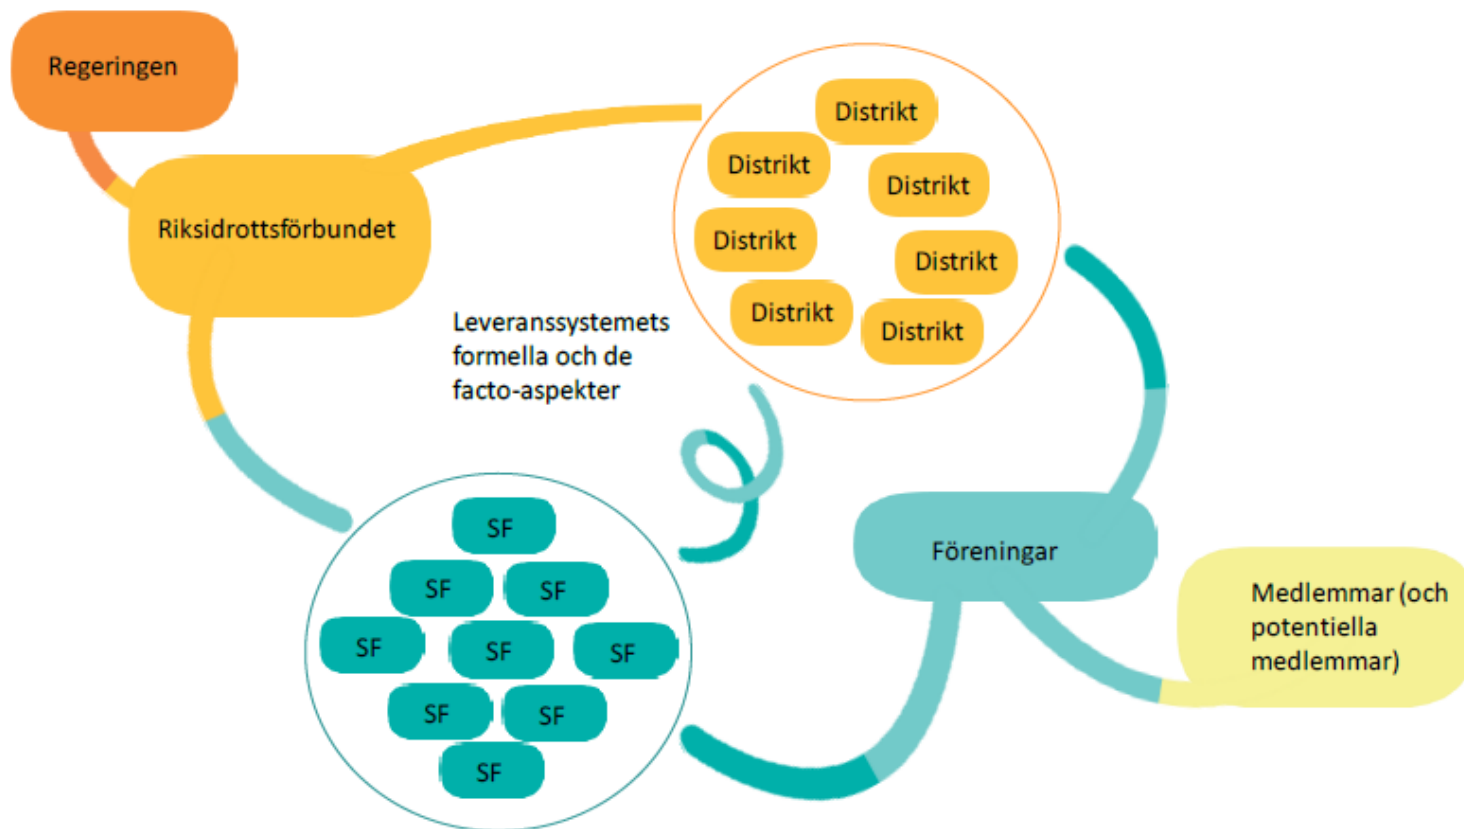 Regeringen
Riksidrottsförbundet
Distrikt
Distrikt
Distrikt
Distrikt
Distrikt
Distrikt
Distrikt
Leveranssystemets
formella och de
facto-aspekter
SF
SF
SF
SF
SF
SF
SF
SF
SF
Föreningar
Medlemmar (och
potentiella
medlemmar)